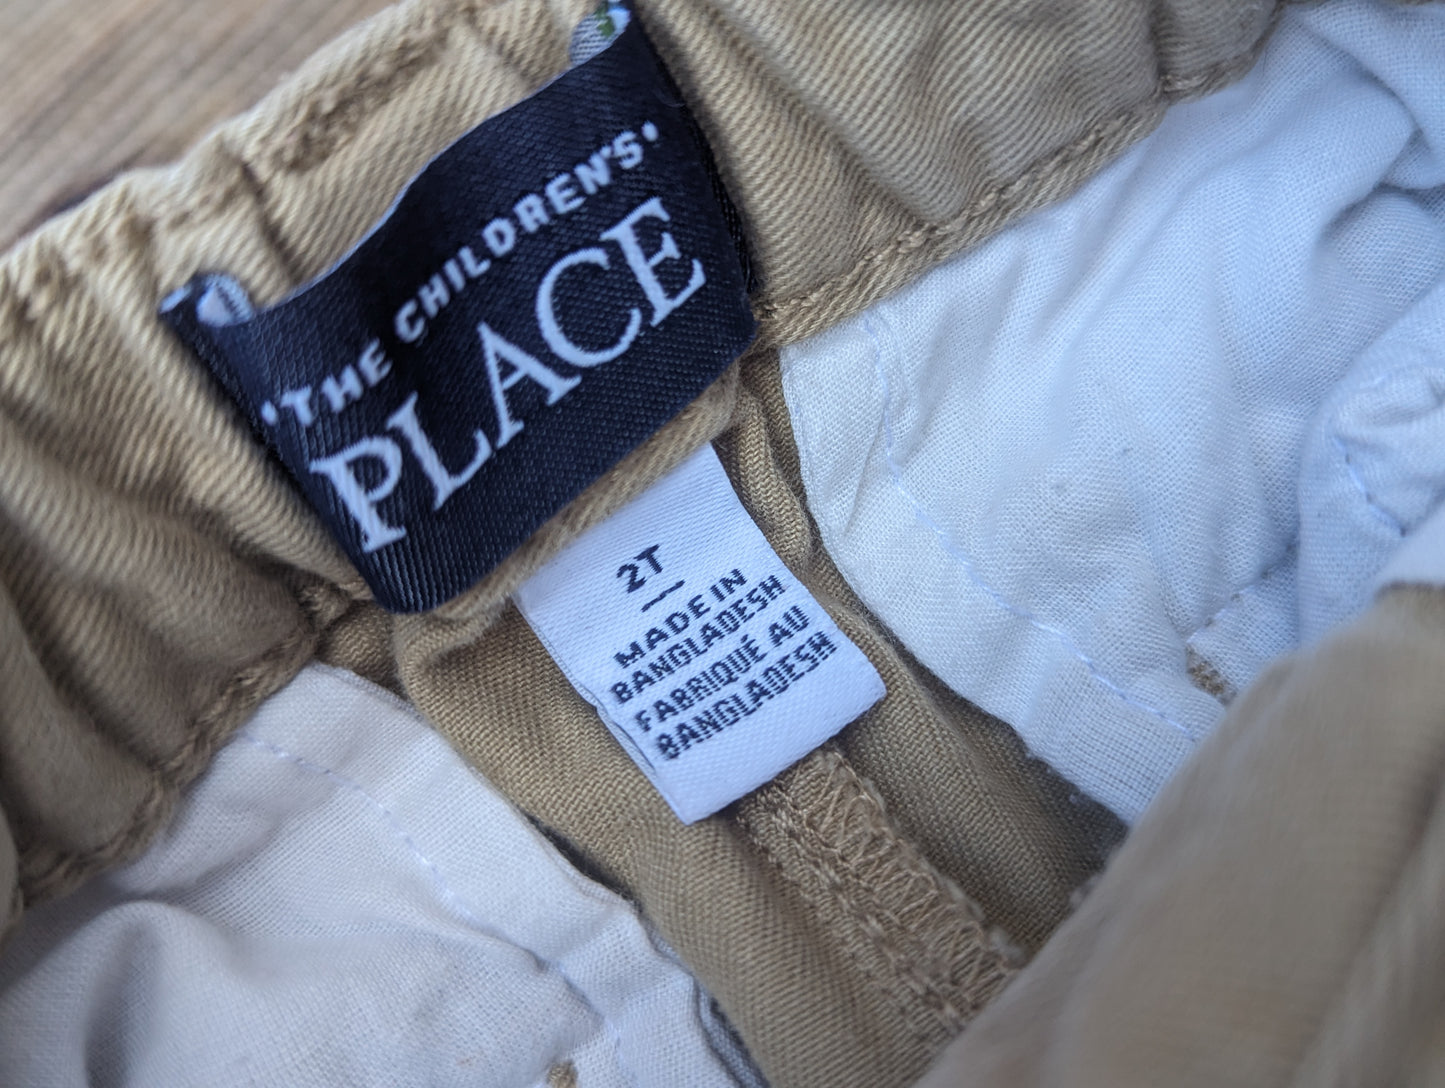 'THE CHILDREN'S'
PLACE
2T
MADE IN
BANGLADESH
FABRIQUÉ AU
BANGLADESH